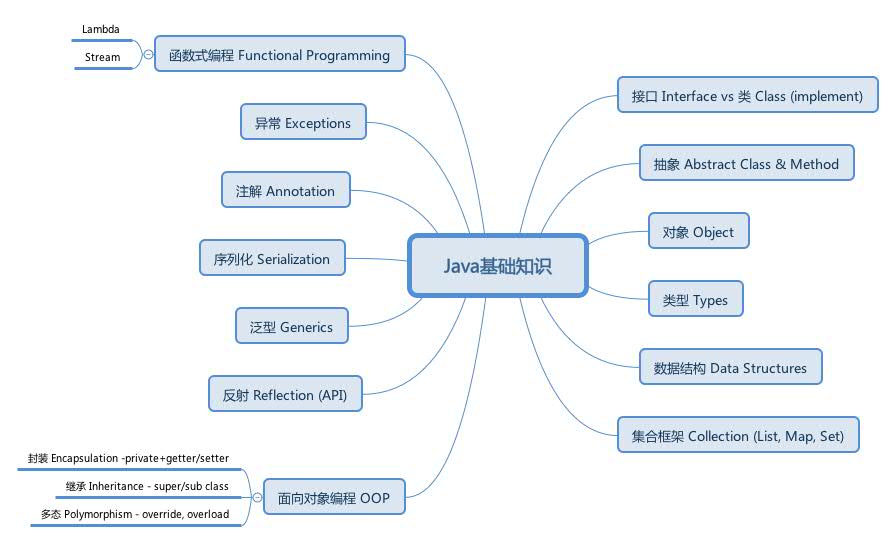 Lambda
Stream
函数式编程 Functional Programming
异常 Exceptions
注解 Annotation
序列化 Serialization
泛型 Generics
反射 Reflection (API)
封装 Encapsulation -private+getter/setter
继承 Inheritance - super/sub class
多态 Polymorphism - override, overload
面向对象编程 OOP
Java基础知识
接口 Interface vs 类 Class (implement)
抽象 Abstract Class & Method
对象 Object
类型 Types
数据结构 Data Structures
集合框架 Collection (List, Map, Set)